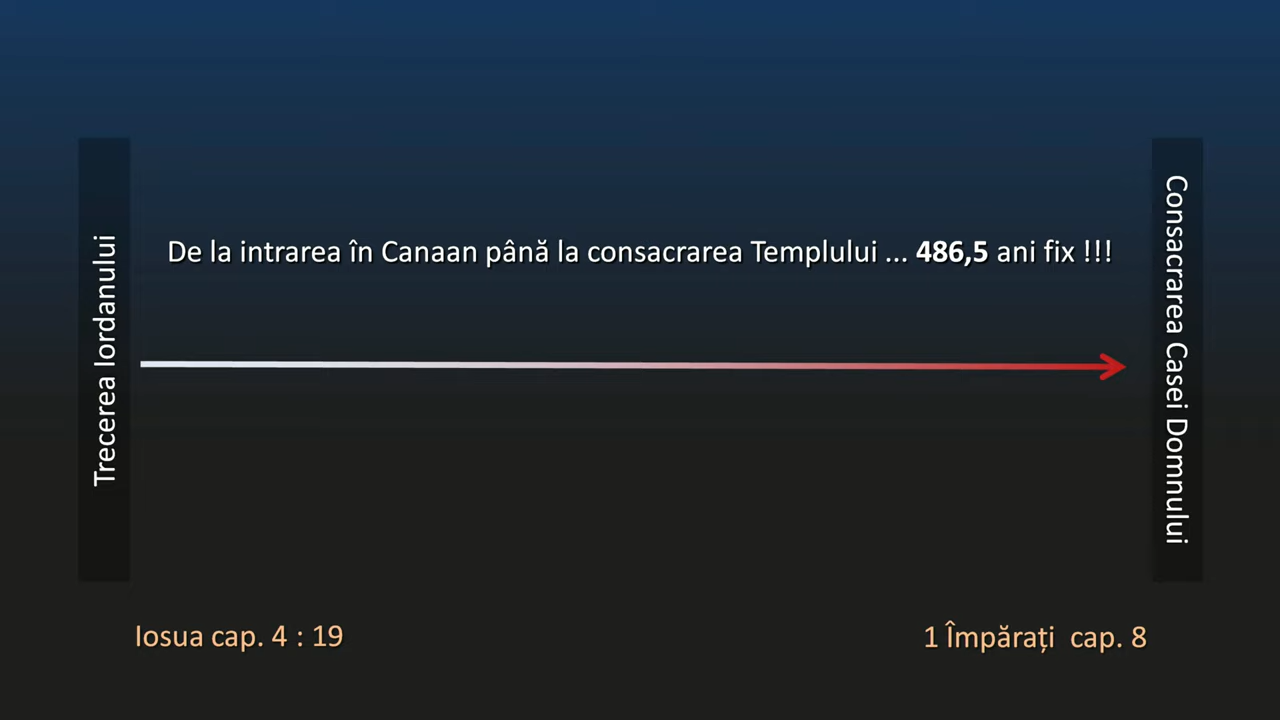 Trecerea Iordanului
De la intrarea în Canaan până la consacrarea Templului ... 486,5 ani fix !!!
Consacrarea Casei Domnului
Iosua cap. 4 : 19
1 Împărați cap. 8